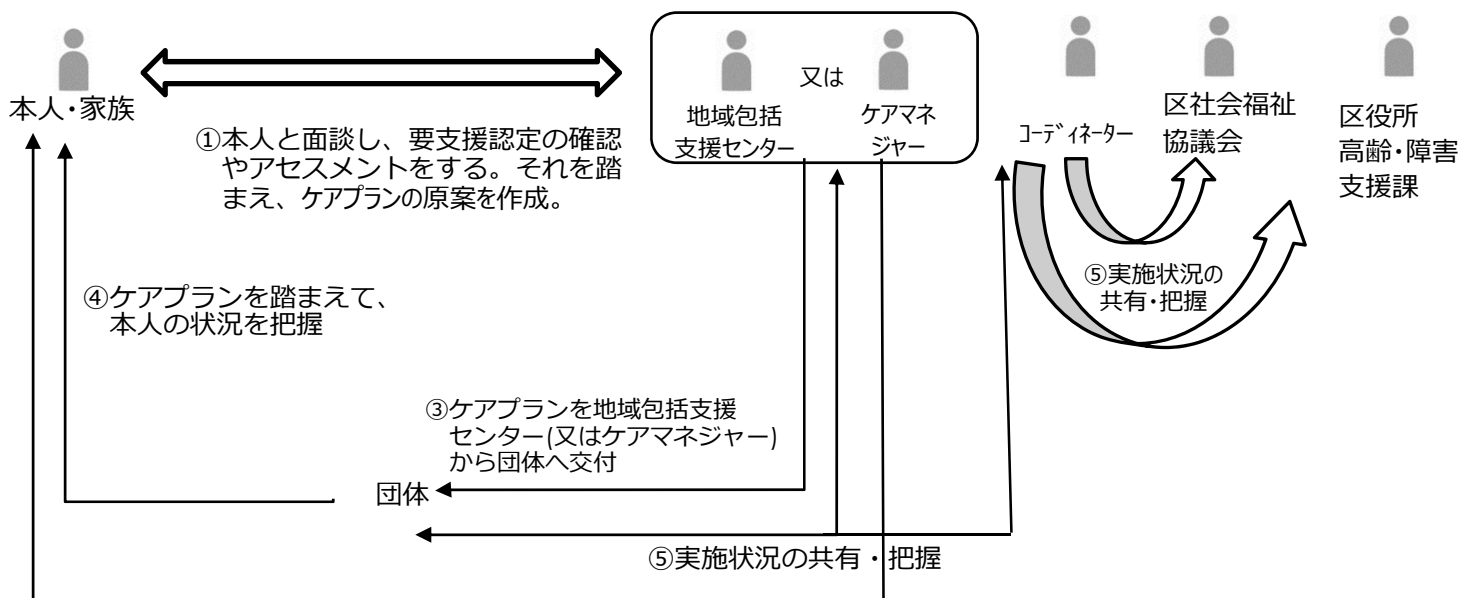 本人・家族
①本人と面談し、要支援認定の確認
やアセスメントをする。それを踏
まえ、ケアプランの原案を作成。
地域包括
支援センター
又は
ケアマネ
ジャー
コーディネーター
区社会福祉
協議会
区役所
高齢・障害
支援課
④ケアプランを踏まえて、
本人の状況を把握
⑤実施状況の
共有・把握
③ケアプランを地域包括支援
センター(又はケアマネジャー)
から団体へ交付
団体
⑤実施状況の共有・把握